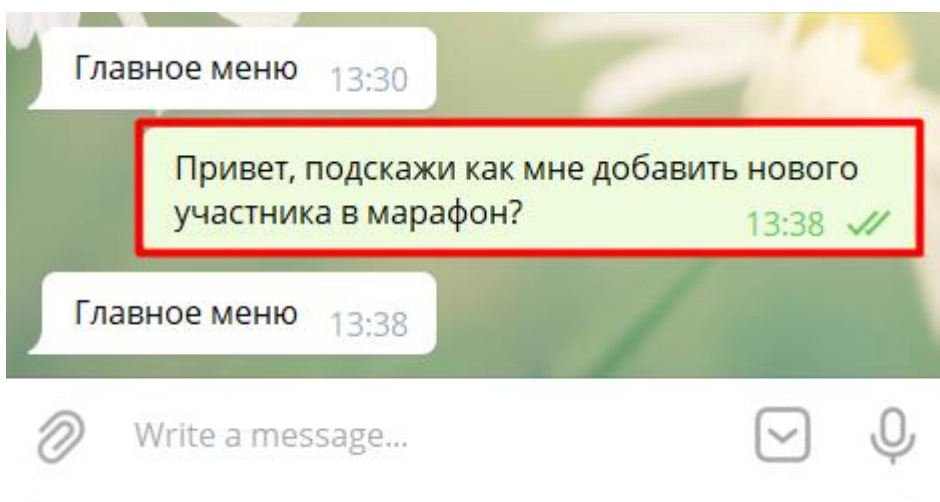 Главное меню 13:30
Привет, подскажи как мне добавить нового
участника в марафон? 13:38
Главное меню 13:38
Write a message...